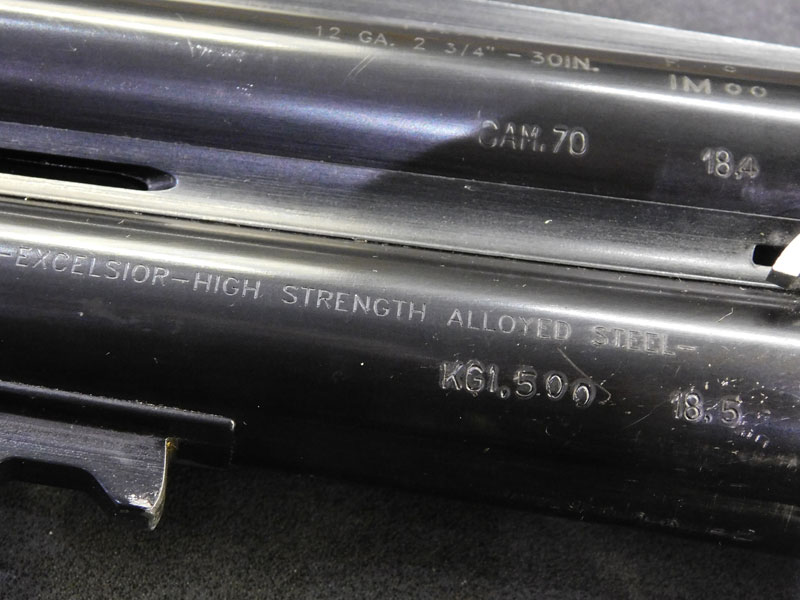 12 GA. 2 3/4" - 30IN.
IM oo
CAM.70
18.4
-EXCELSIOR-HIGH STRENGTH ALLOYED STEEL-
KG1.500
18.5